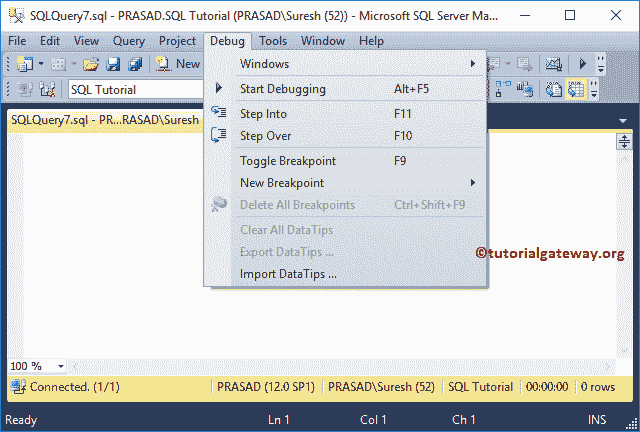 SQLQuery7.sql - PRASAD.SQL Tutorial (PRASAD\Suresh (52)) - Microsoft SQL Server Ma...
File Edit View Query Project Debug Tools Window Help
New
SQL Tutorial
SQLQuery7.sql - PR...RASAD\Suresh
Windows
Start Debugging Alt+F5
Step Into F11
Step Over F10
Toggle Breakpoint F9
New Breakpoint
Delete All Breakpoints Ctrl+Shift+F9
Clear All DataTips
Export DataTips ...
Import DataTips ...
©tutorialgateway.org
100 %
Connected. (1/1) PRASAD (12.0 SP1) PRASAD\Suresh (52) SQL Tutorial 00:00:00 0 rows
Ready Ln 1 Col 1 Ch 1 INS